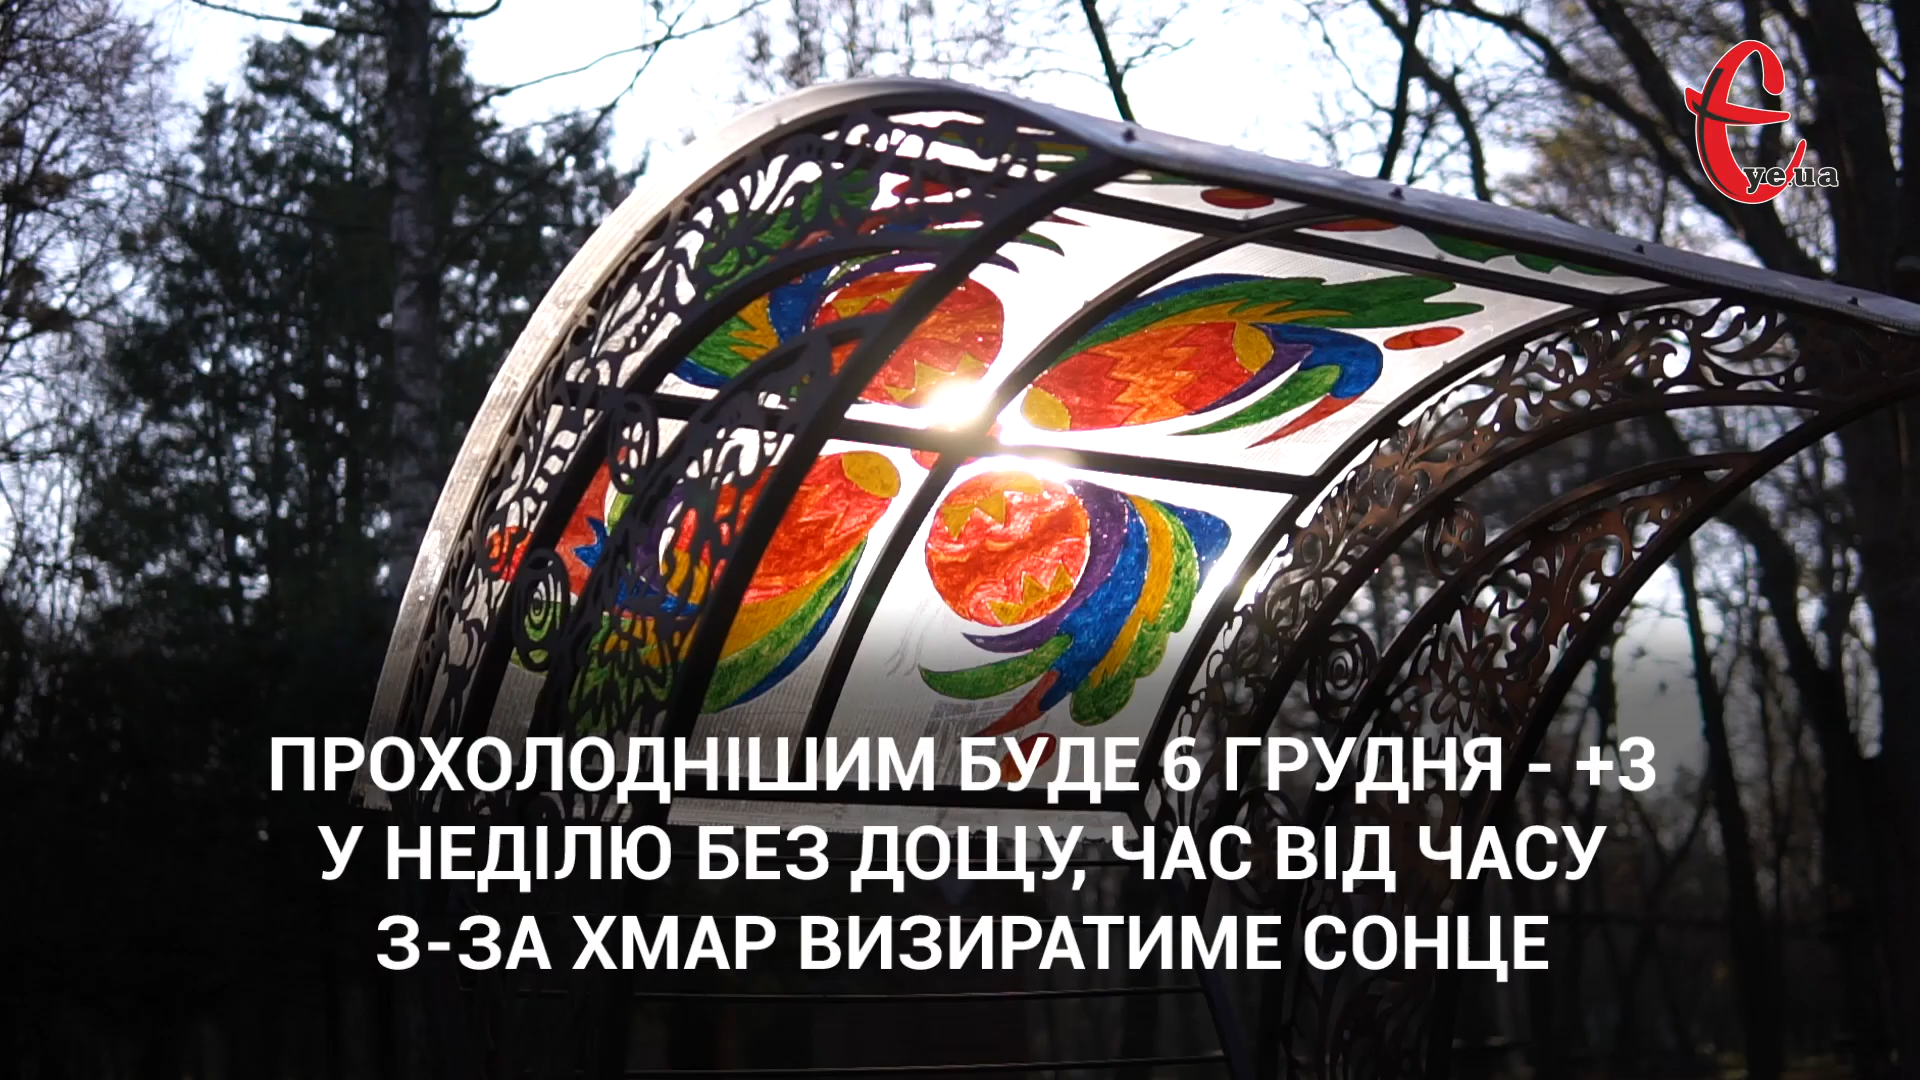 Є
ye.ua
ПРОХОЛОДНІШИМ БУДЕ 6 ГРУДНЯ - +3
У НЕДІЛЮ БЕЗ ДОЩУ, ЧАС ВІД ЧАСУ
З-ЗА ХМАР ВИЗИРАТИМЕ СОНЦЕ